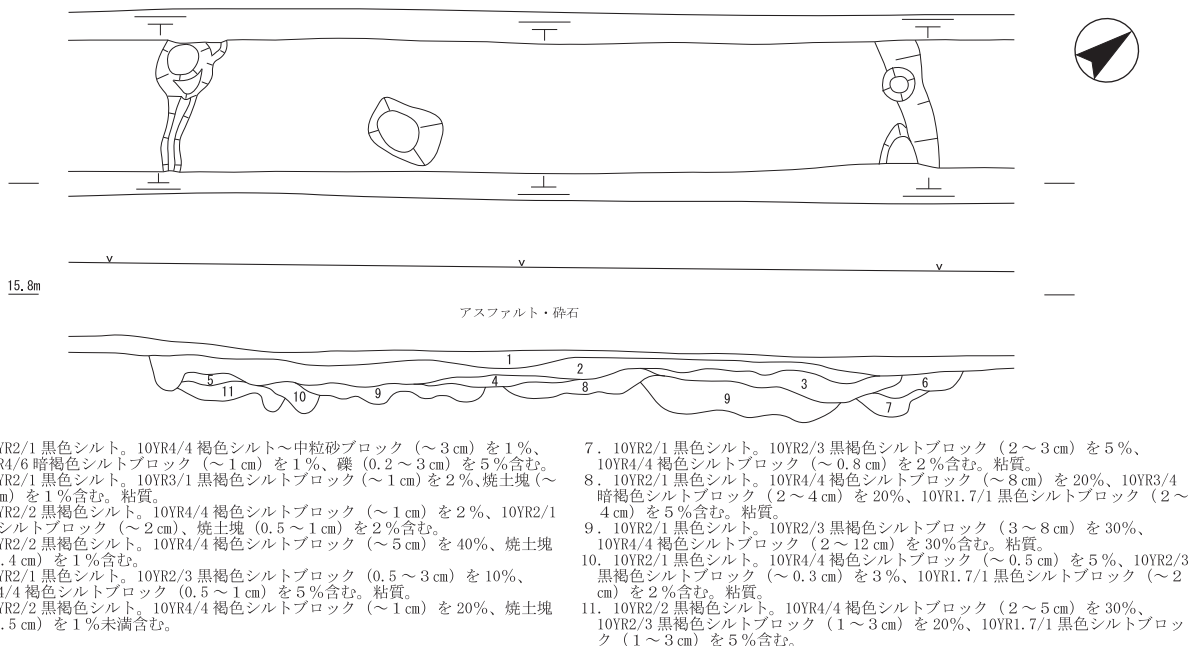 15.8m
アスファルト・砕石
1
2
3
4
5
6
7
8
9
9
10
11
YR2/1 黒色シルト。10YR4/4 褐色シルト～中粒砂ブロック（～3㎝）を1％、
R4/6 暗褐色シルトブロック（～1㎝）を1％、礫（0.2～3㎝）を5％含む。
YR2/1 黒色シルト。10YR3/1 黒褐色シルトブロック（～1㎝）を2％、焼土塊（～
㎝）を1％含む。粘質。
YR2/2 黒褐色シルト。10YR4/4 褐色シルトブロック（～1㎝）を2％、10YR2/1
シルトブロック（～2㎝）、焼土塊（0.5～1㎝）を2％含む。
YR2/2 黒褐色シルト。10YR4/4 褐色シルトブロック（～5㎝）を40％、焼土塊
.4㎝）を1％含む。
YR2/1 黒色シルト。10YR2/3 黒褐色シルトブロック（0.5～3㎝）を10％、
4/4 褐色シルトブロック（0.5～1㎝）を5％含む。粘質。
YR2/2 黒褐色シルト。10YR4/4 褐色シルトブロック（～1㎝）を20％、焼土塊
.5㎝）を1％未満含む。
7．10YR2/1 黒色シルト。10YR2/3 黒褐色シルトブロック（2～3㎝）を5％、
10YR4/4 褐色シルトブロック（～0.8㎝）を2％含む。粘質。
8．10YR2/1 黒色シルト。10YR4/4 褐色シルトブロック（～8㎝）を20％、10YR3/4
暗褐色シルトブロック（2～4㎝）を20％、10YR1.7/1 黒色シルトブロック（2～
4㎝）を5％含む。粘質。
9．10YR2/1 黒色シルト。10YR2/3 黒褐色シルトブロック（3～8㎝）を30％、
10YR4/4 褐色シルトブロック（2～12㎝）を30％含む。粘質。
10．10YR2/1 黒色シルト。10YR4/4 褐色シルトブロック（～0.5㎝）を5％、10YR2/3
黒褐色シルトブロック（～0.3㎝）を3％、10YR1.7/1 黒色シルトブロック（～2
㎝）を2％含む。粘質。
11．10YR2/2 黒褐色シルト。10YR4/4 褐色シルトブロック（2～5㎝）を30％、
10YR2/3 黒褐色シルトブロック（1～3㎝）を20％、10YR1.7/1 黒色シルトブロッ
ク（1～3㎝）を5％含む。